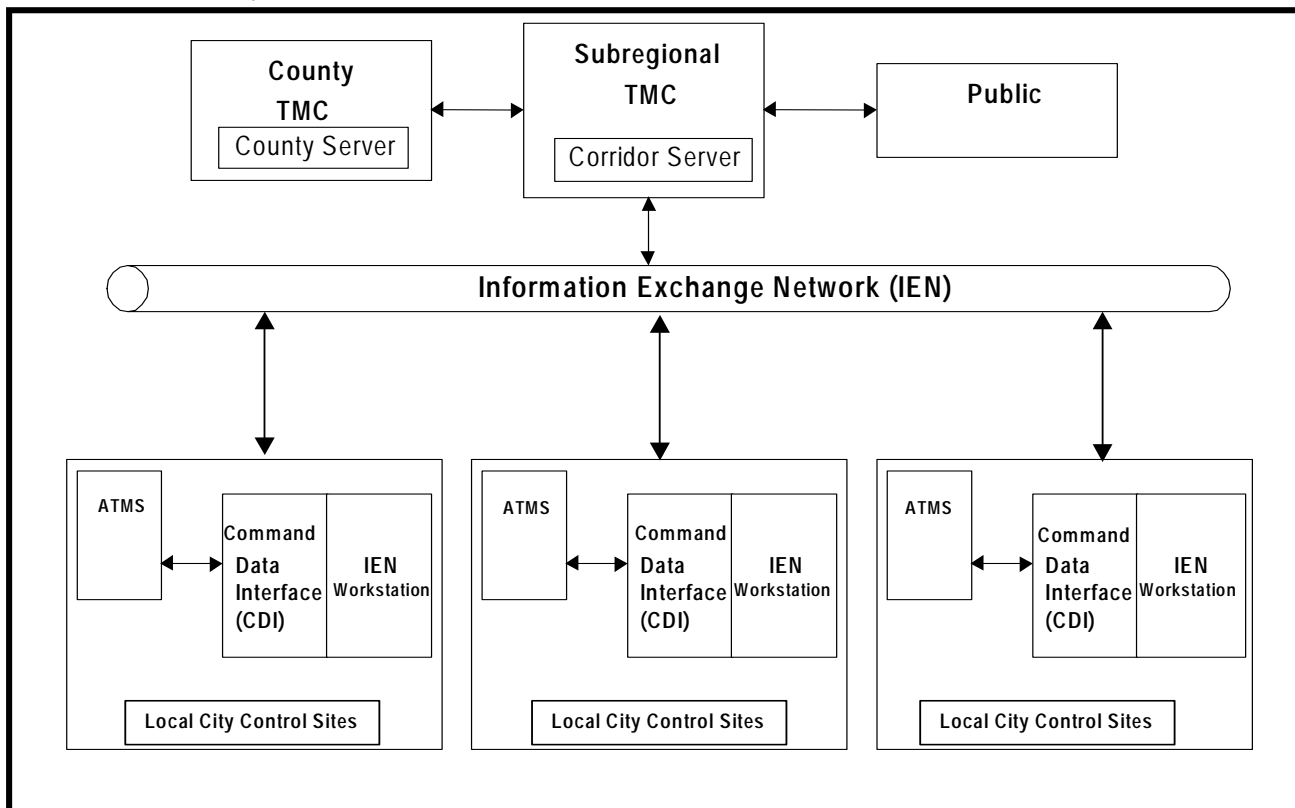 County
TMC
County Server
Subregional
TMC
Corridor Server
Public
Information Exchange Network (IEN)
ATMS
Command
Data
Interface
(CDI)
IEN
Workstation
Local City Control Sites
ATMS
Command
Data
Interface
(CDI)
IEN
Workstation
Local City Control Sites
ATMS
Command
Data
Interface
(CDI)
IEN
Workstation
Local City Control Sites